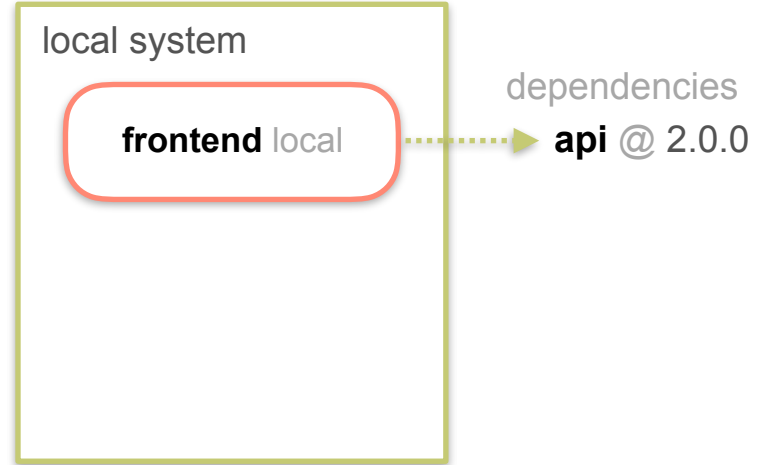 local system
dependencies
frontend local
api @ 2.0.0